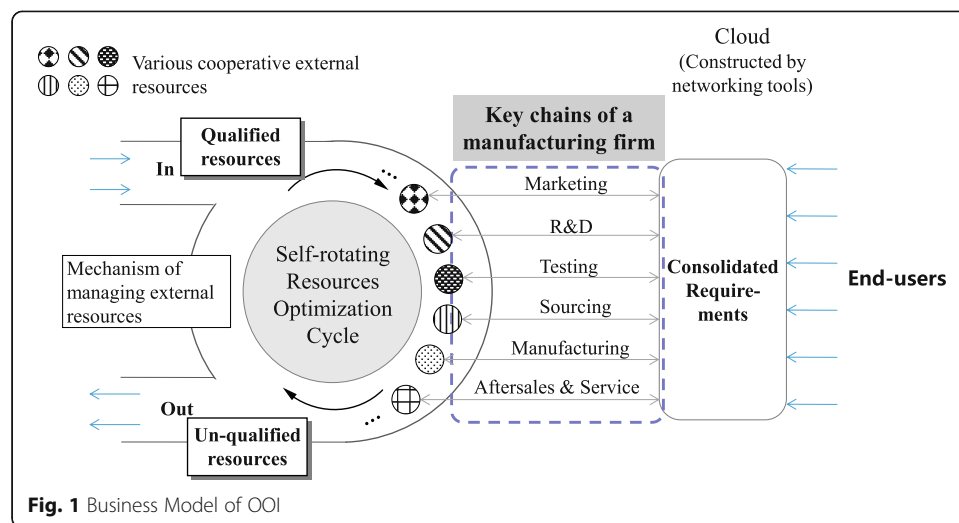 Various cooperative external
resources
Cloud
(Constructed by
networking tools)
Key chains of a
manufacturing firm
Qualified
resources
In
...
Marketing
R&D
Testing
Sourcing
Manufacturing
Aftersales & Service
Self-rotating
Resources
Optimization
Cycle
Mechanism of
managing external
resources
Consolidated
Require-
ments
End-users
Out
...
Un-qualified
resources
Fig. 1 Business Model of OOI